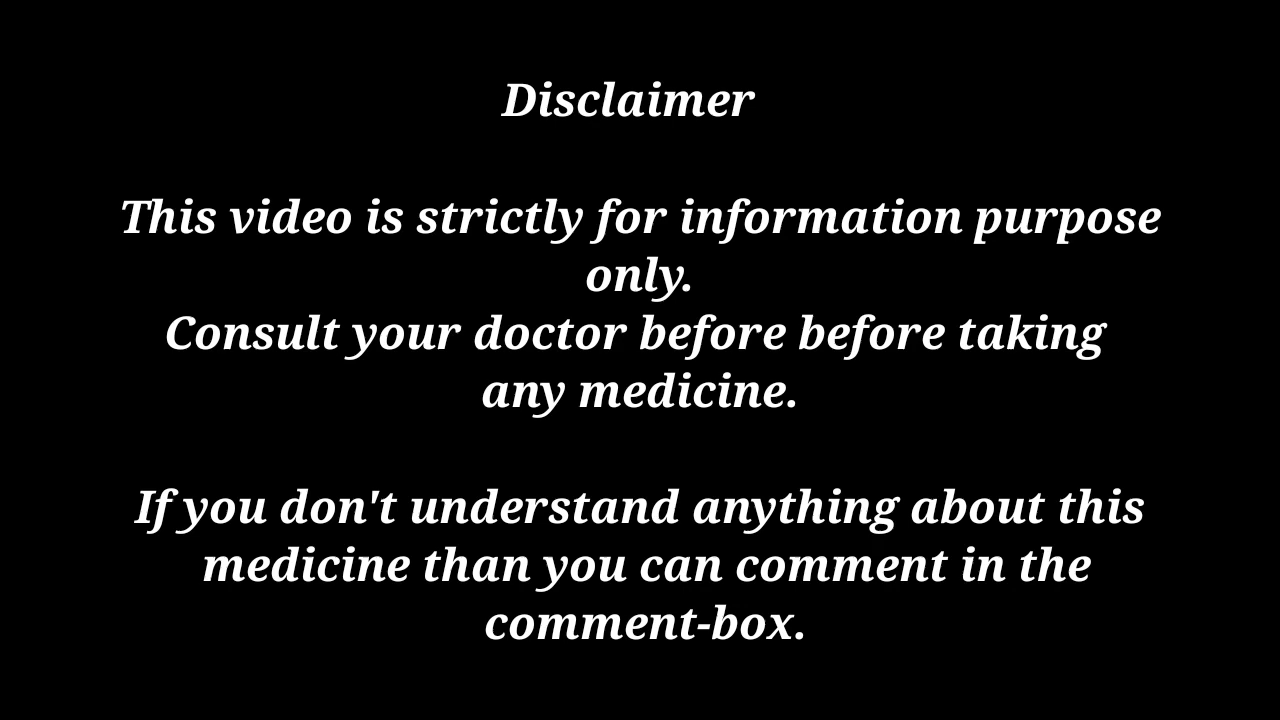 Disclaimer
This video is strictly for information purpose
only.
Consult your doctor before before taking
any medicine.
If you don't understand anything about this
medicine than you can comment in the
comment-box.